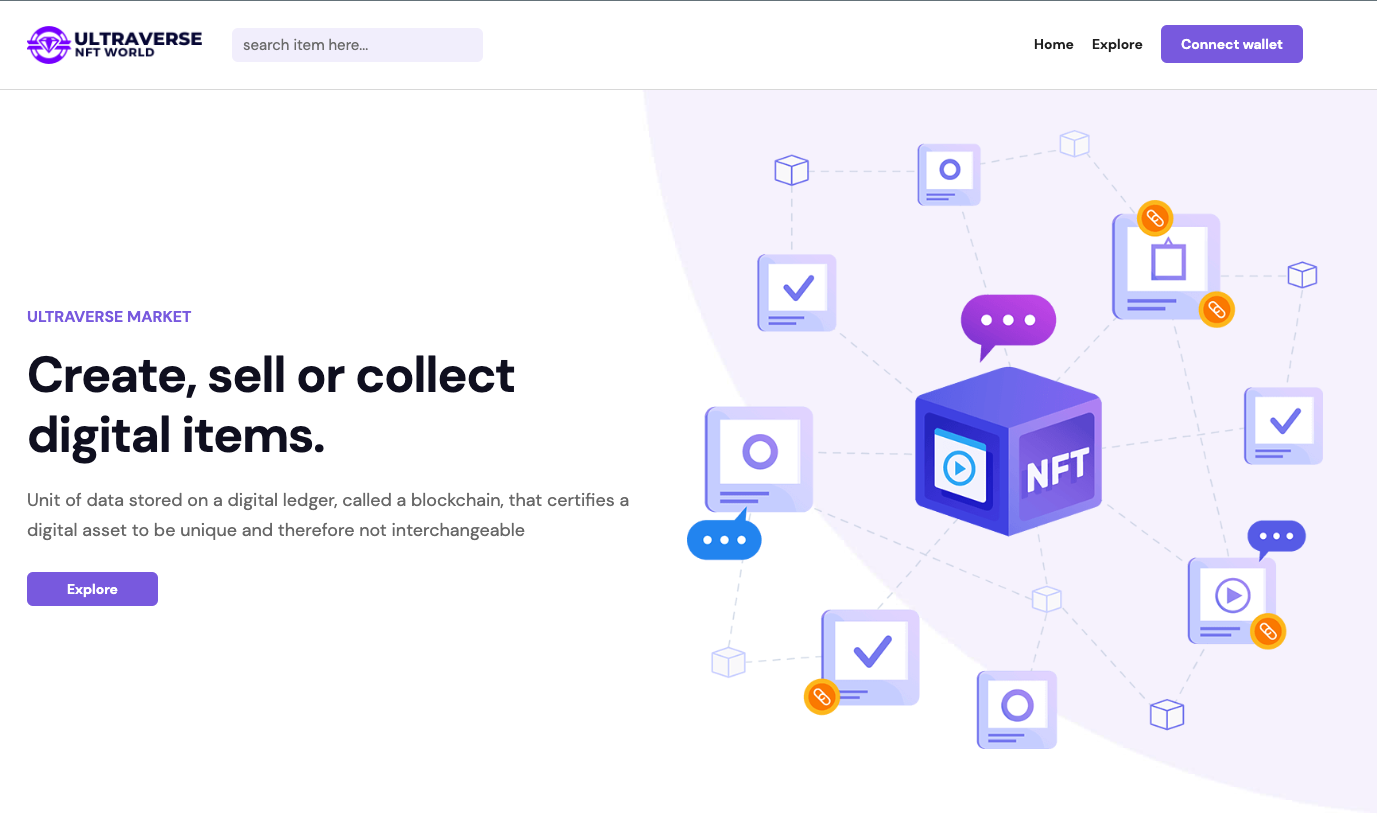 ULTRAVERSE
NFT WORLD
search item here...
Home
Explore
Connect wallet
ULTRAVERSE MARKET
Create, sell or collect
digital items.
Unit of data stored on a digital ledger, called a blockchain, that certifies a
digital asset to be unique and therefore not interchangeable
Explore
NFT